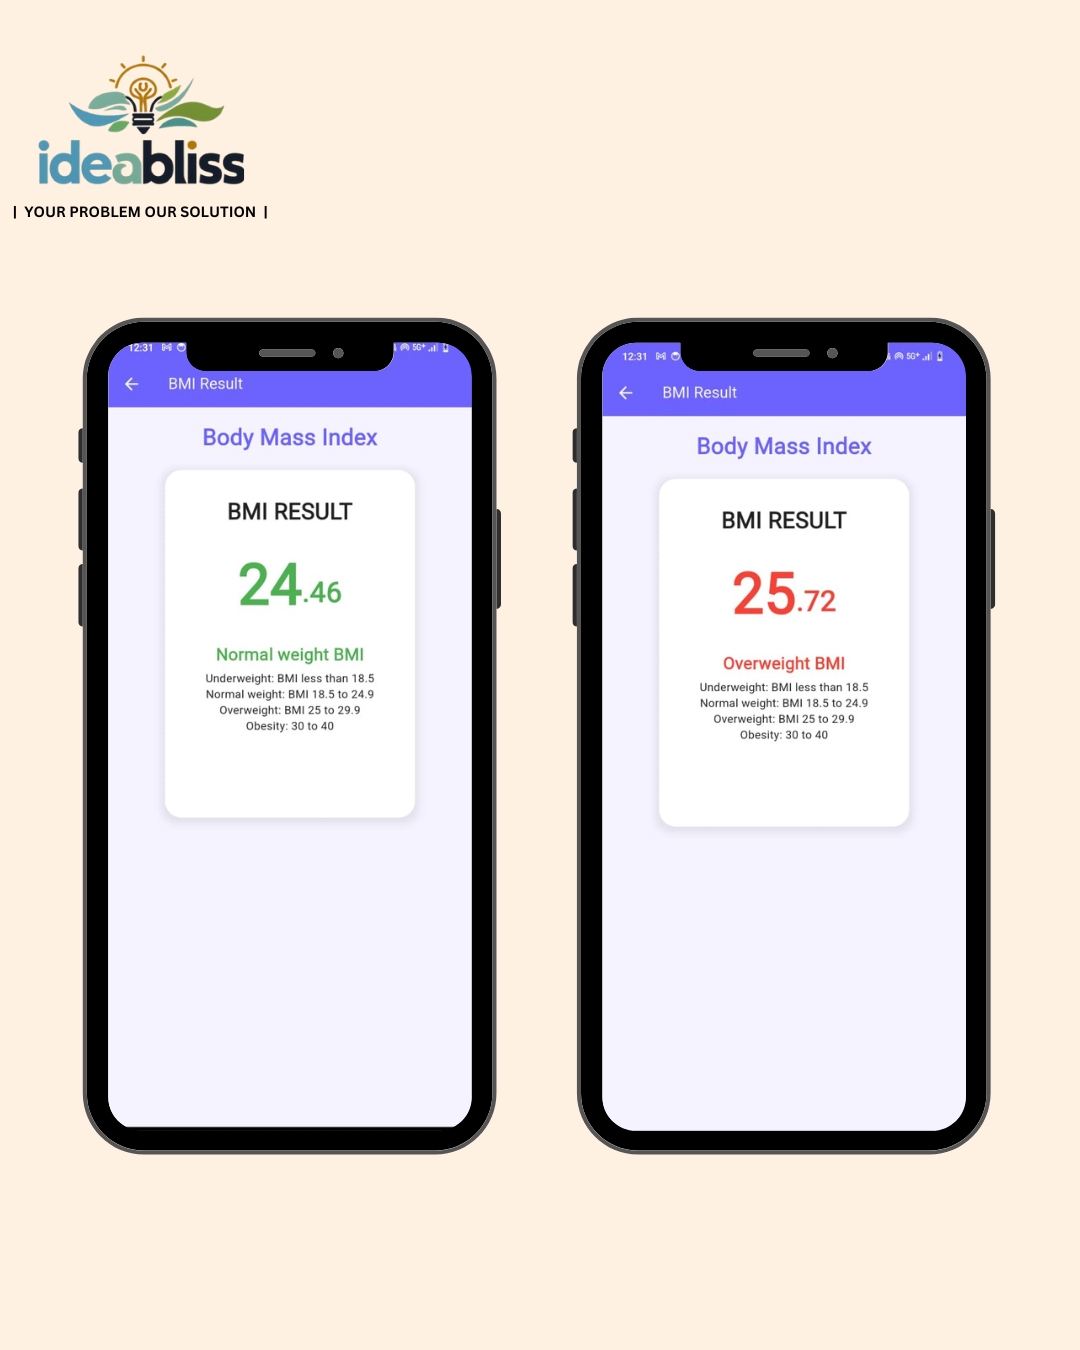 ideabliss
| YOUR PROBLEM OUR SOLUTION |
12:31
5G+
BMI Result
Body Mass Index
BMI RESULT
24.46
Normal weight BMI
Underweight: BMI less than 18.5
Normal weight: BMI 18.5 to 24.9
Overweight: BMI 25 to 29.9
Obesity: 30 to 40
12:31
5G+
BMI Result
Body Mass Index
BMI RESULT
25.72
Overweight BMI
Underweight: BMI less than 18.5
Normal weight: BMI 18.5 to 24.9
Overweight: BMI 25 to 29.9
Obesity: 30 to 40